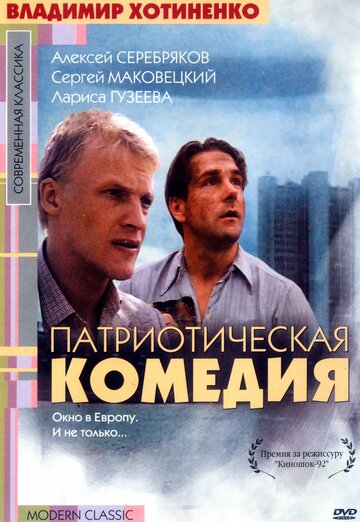 ВЛАДИМИР ХОТИНЕНКО
СОВРЕМЕННАЯ КЛАССИКА
Алексей СЕРЕБРЯКОВ
Сергей МАКОВЕЦКИЙ
Лариса ГУЗЕЕВА
ПАТРИОТИЧЕСКАЯ
КОМЕДИЯ
Окно в Европу.
И не только...
Премия за режиссуру
"Киношок-92"
MODERN CLASSIC
DVD